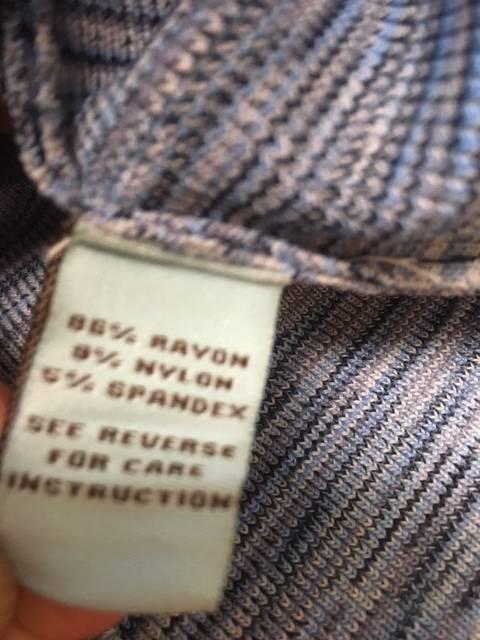 86% RAYON
9% NYLON
5% SPANDEX
SEE REVERSE
FOR CARE
INSTRUCTION